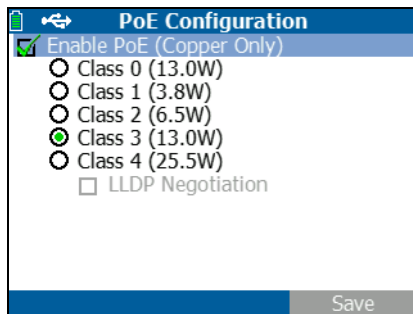 PoE Configuration
Enable PoE (Copper Only)
Class 0 (13.0W)
Class 1 (3.8W)
Class 2 (6.5W)
Class 3 (13.0W)
Class 4 (25.5W)
LLDP Negotiation
Save